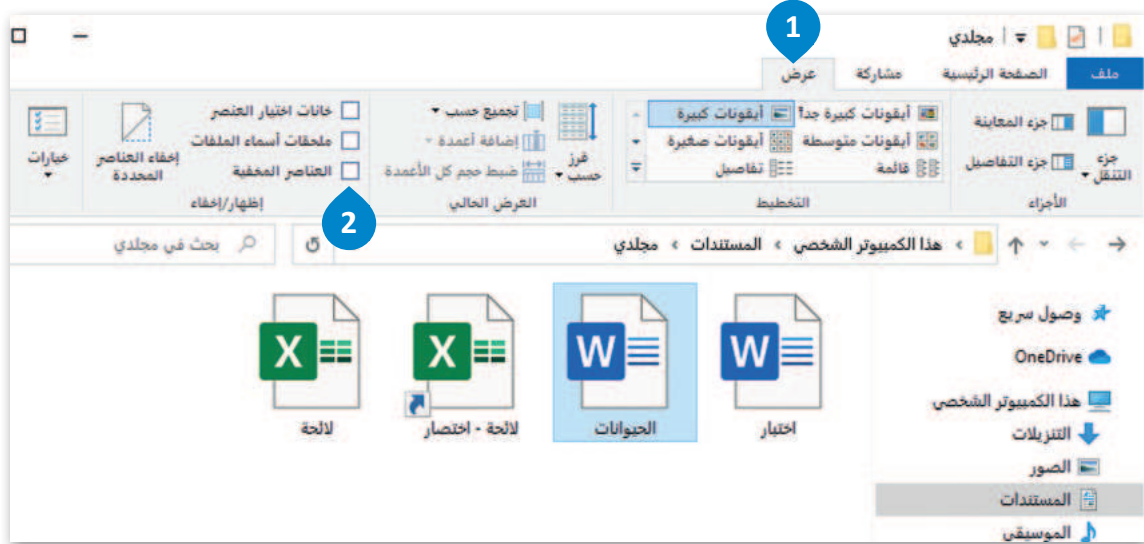 1
مجلدي
ملف الصفحة الرئيسية مشاركة عرض
جزء التنقل
جزء المعاينة
جزء التفاصيل
الأجزاء
أيقونات كبيرة جداً أيقونات كبيرة
أيقونات متوسطة أيقونات صغيرة
قائمة تفاصيل
التخطيط
فرز حسب
تجميع حسب
إضافة أعمدة
ضبط حجم كل الأعمدة
العرض الحالي
خانات اختيار العنصر
ملحقات أسماء الملفات
العناصر المخفية
إخفاء العناصر المحددة
إظهار/إخفاء
خيارات
2
هذا الكمبيوتر الشخصي › المستندات › مجلدي
بحث في مجلدي
وصول سريع
OneDrive
هذا الكمبيوتر الشخصي
التنزيلات
الصور
المستندات
الموسيقى
اختبار
الحيوانات
لائحة - اختصار
لائحة